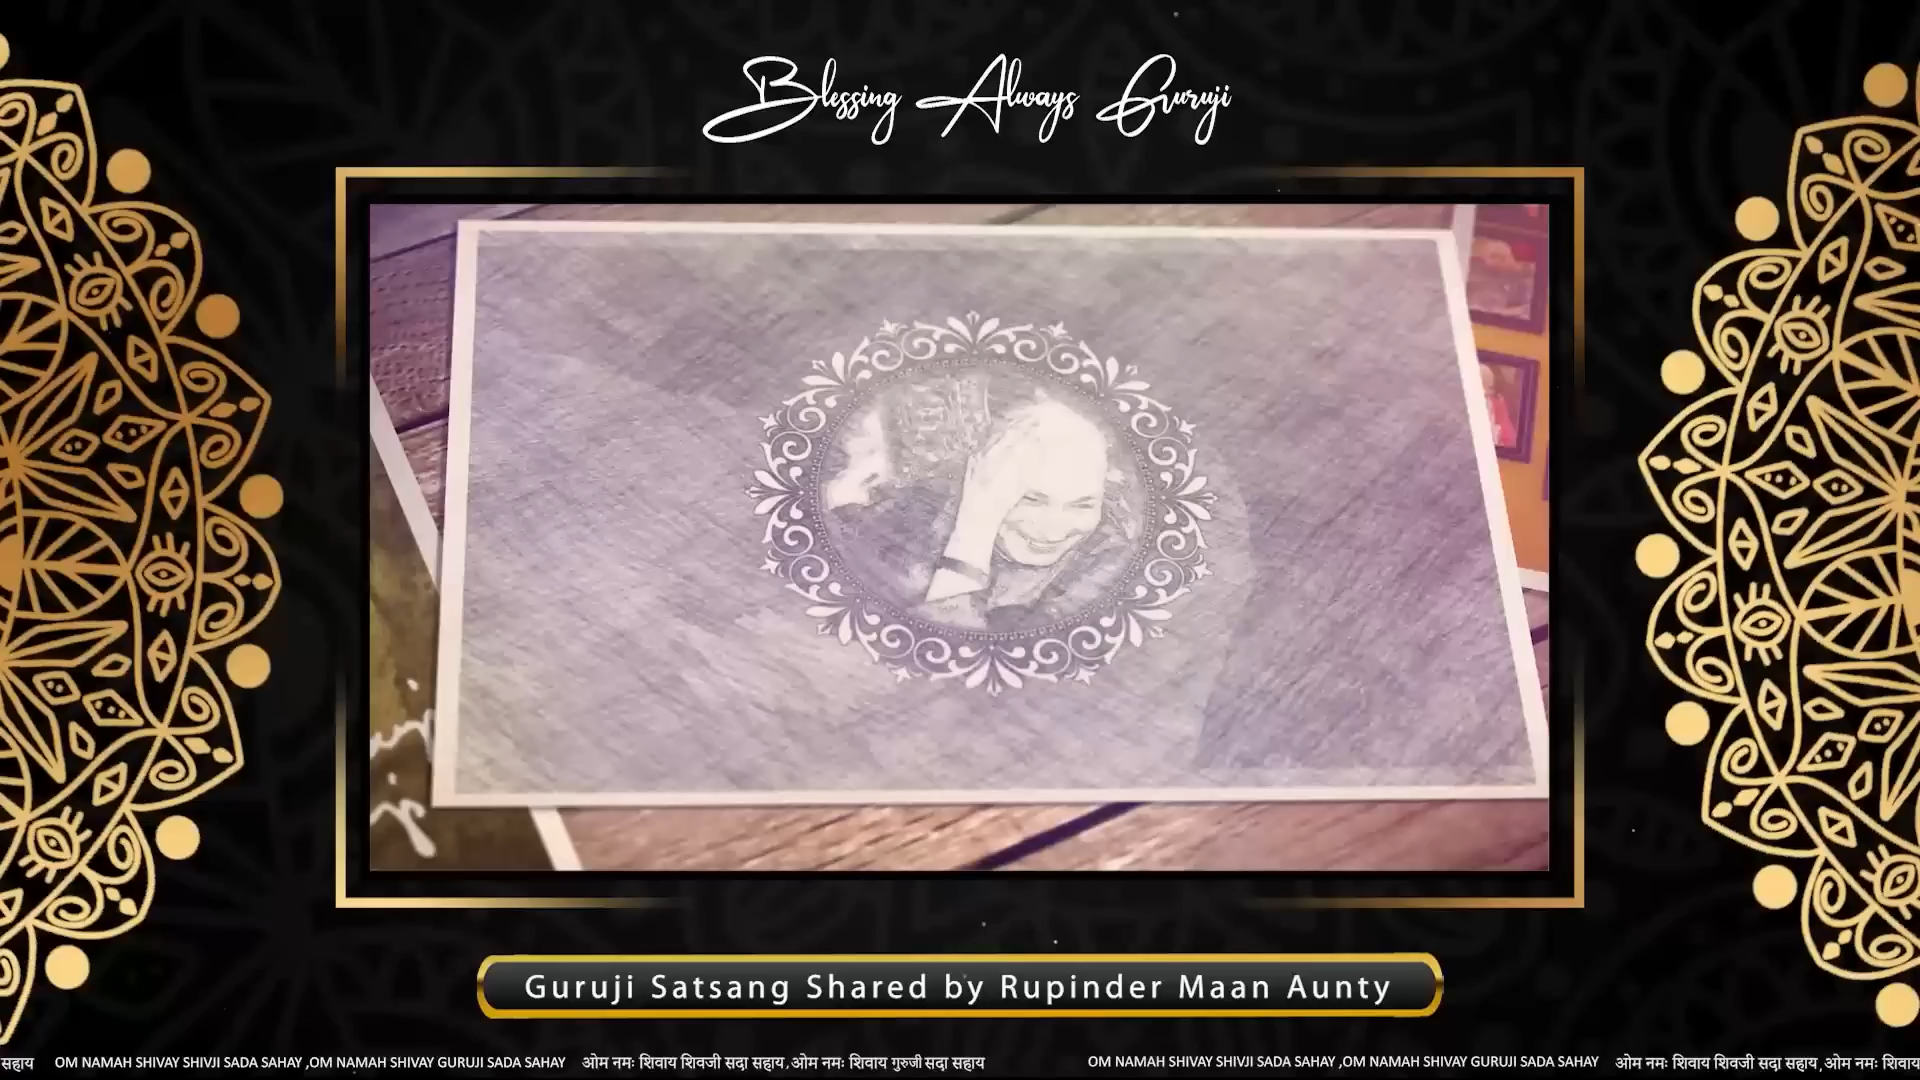 Blessing Always Guruji
Guruji Satsang Shared by Rupinder Maan Aunty
सहाय OM NAMAH SHIVAY SHIVJI SADA SAHAY ,OM NAMAH SHIVAY GURUJI SADA SAHAY ओम नमः शिवाय शिवजी सदा सहाय,ओम नमः शिवाय गुरुजी सदा सहाय OM NAMAH SHIVAY SHIVJI SADA SAHAY ,OM NAMAH SHIVAY GURUJI SADA SAHAY ओम नमः शिवाय शिवजी सदा सहाय,ओम नमः शिवाय